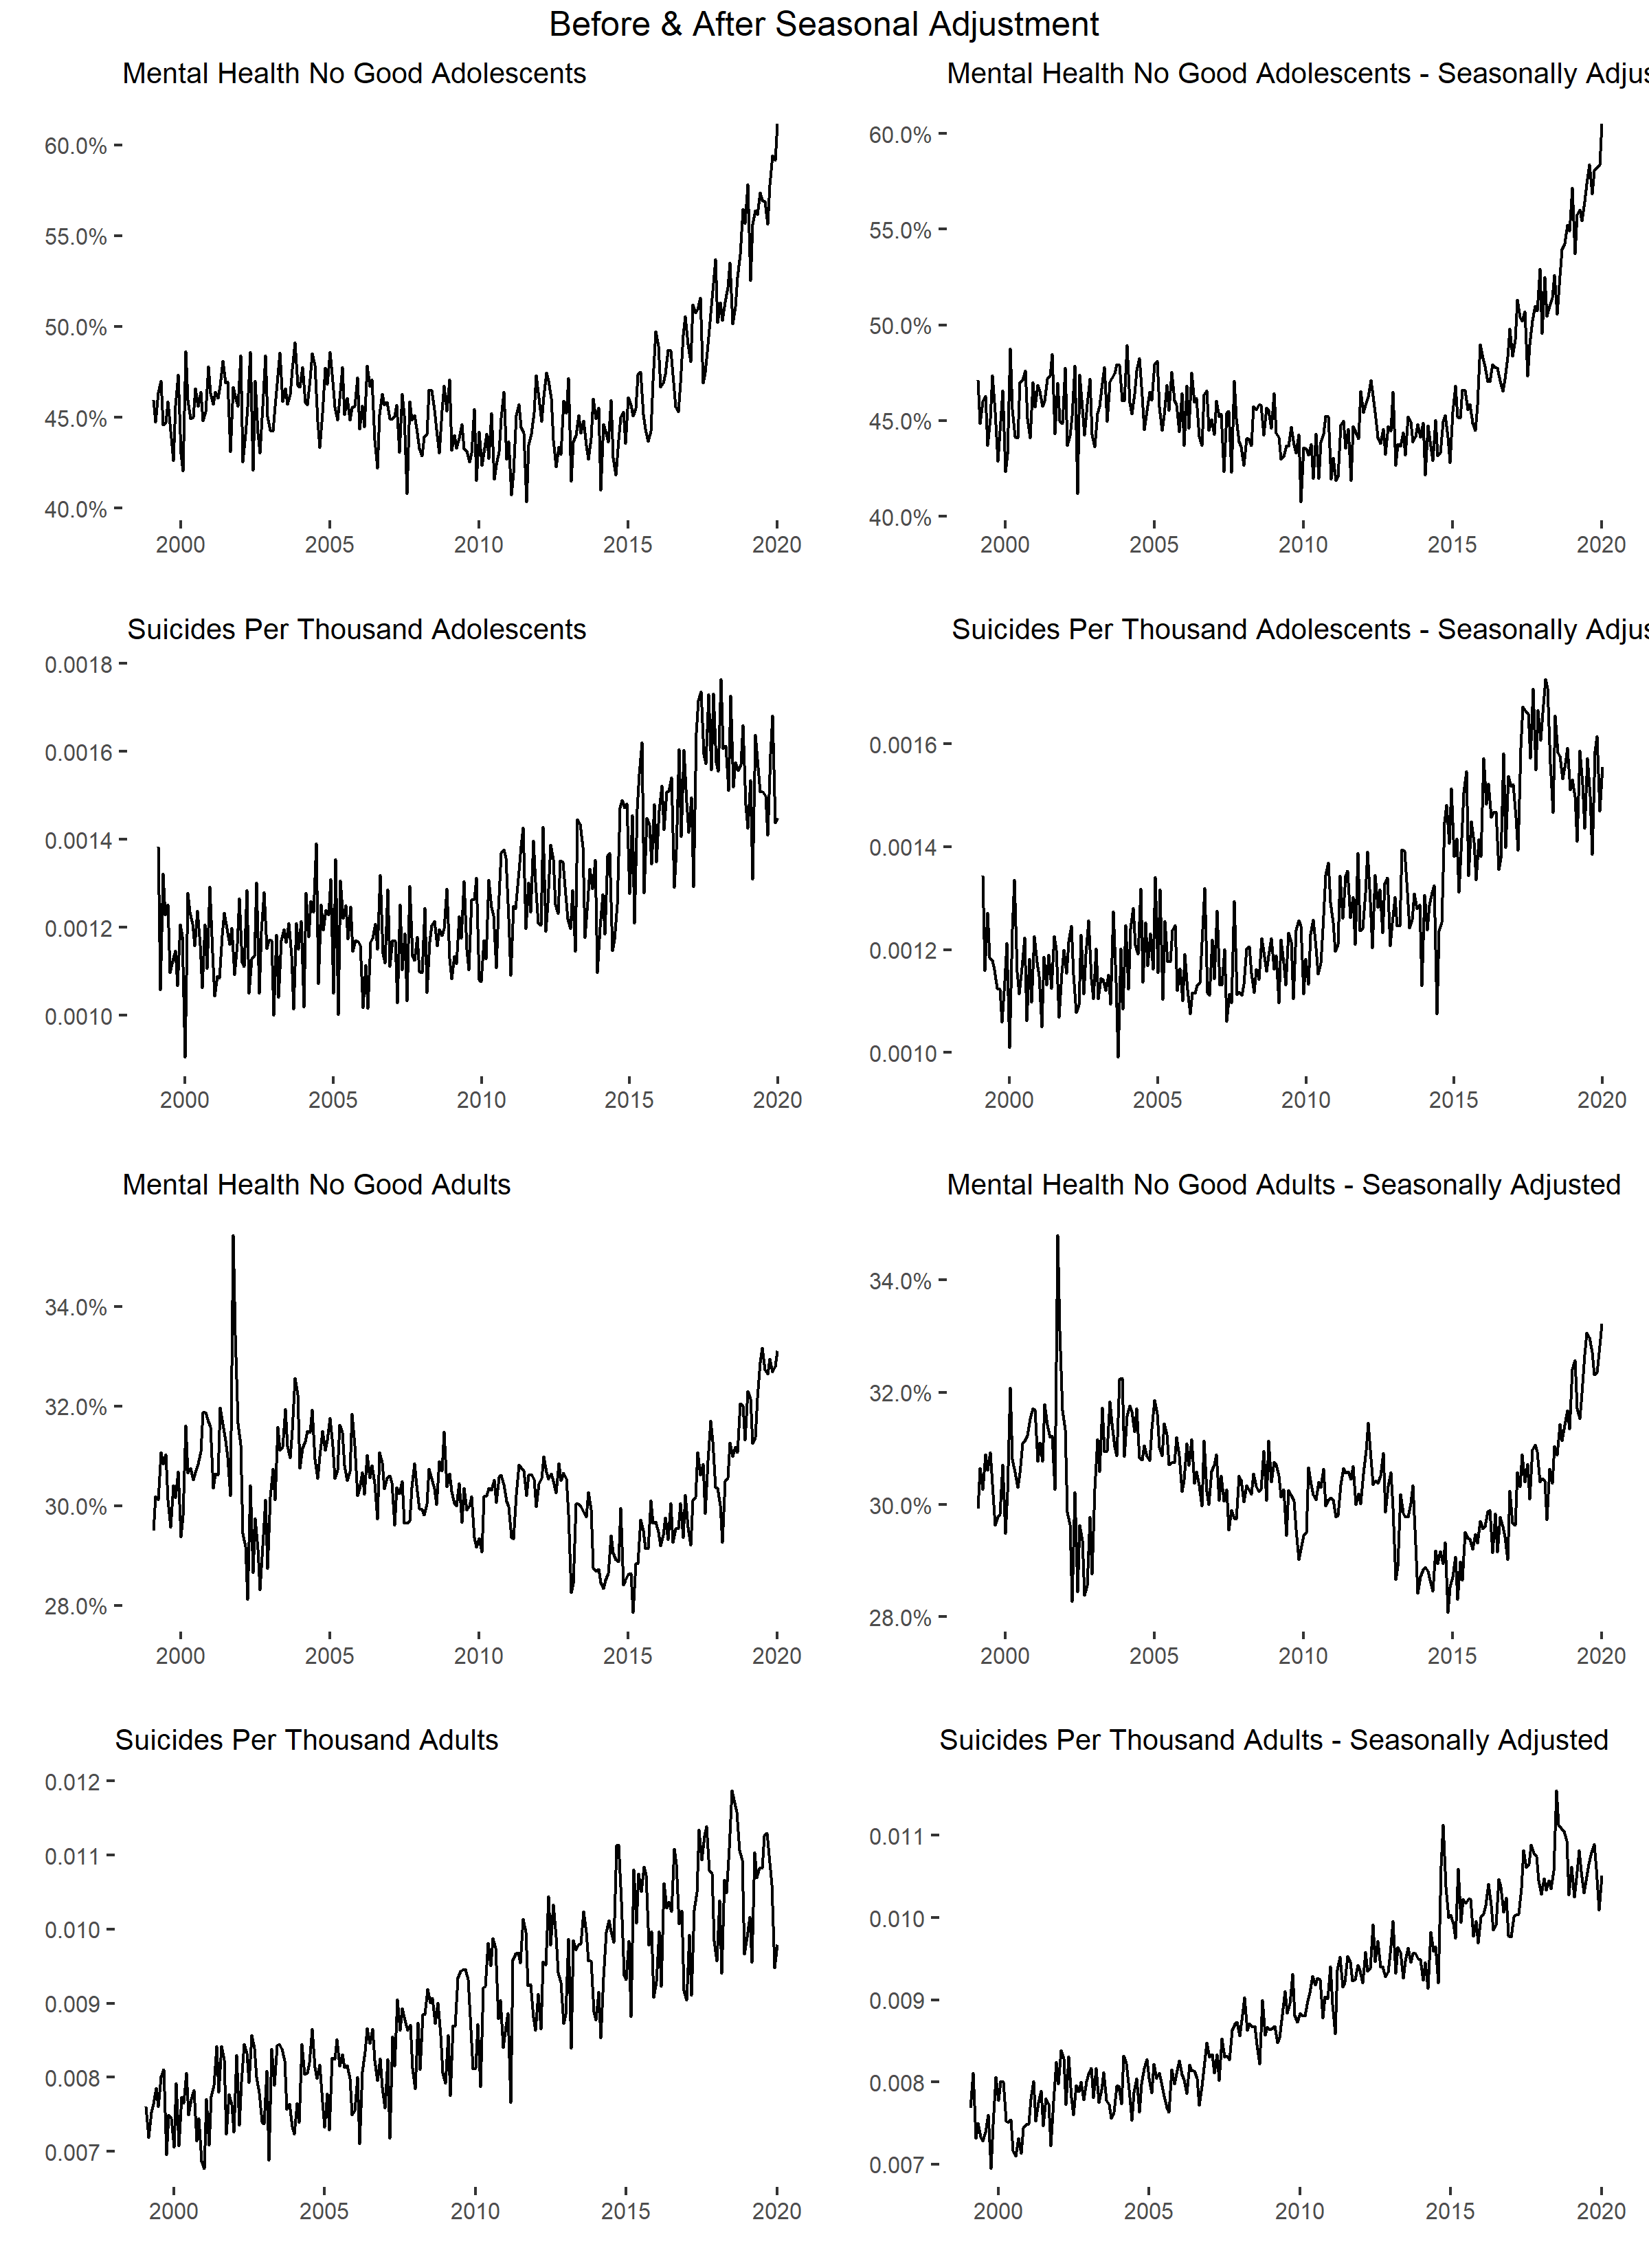 Before & After Seasonal Adjustment
Mental Health No Good Adolescents
60.0%
55.0%
50.0%
45.0%
40.0%
2000 2005 2010 2015 2020
Mental Health No Good Adolescents - Seasonally Adjus
60.0%
55.0%
50.0%
45.0%
40.0%
2000 2005 2010 2015 2020
Suicides Per Thousand Adolescents
0.0018
0.0016
0.0014
0.0012
0.0010
2000 2005 2010 2015 2020
Suicides Per Thousand Adolescents - Seasonally Adjus
0.0016
0.0014
0.0012
0.0010
2000 2005 2010 2015 2020
Mental Health No Good Adults
34.0%
32.0%
30.0%
28.0%
2000 2005 2010 2015 2020
Mental Health No Good Adults - Seasonally Adjusted
34.0%
32.0%
30.0%
28.0%
2000 2005 2010 2015 2020
Suicides Per Thousand Adults
0.012
0.011
0.010
0.009
0.008
0.007
2000 2005 2010 2015 2020
Suicides Per Thousand Adults - Seasonally Adjusted
0.011
0.010
0.009
0.008
0.007
2000 2005 2010 2015 2020